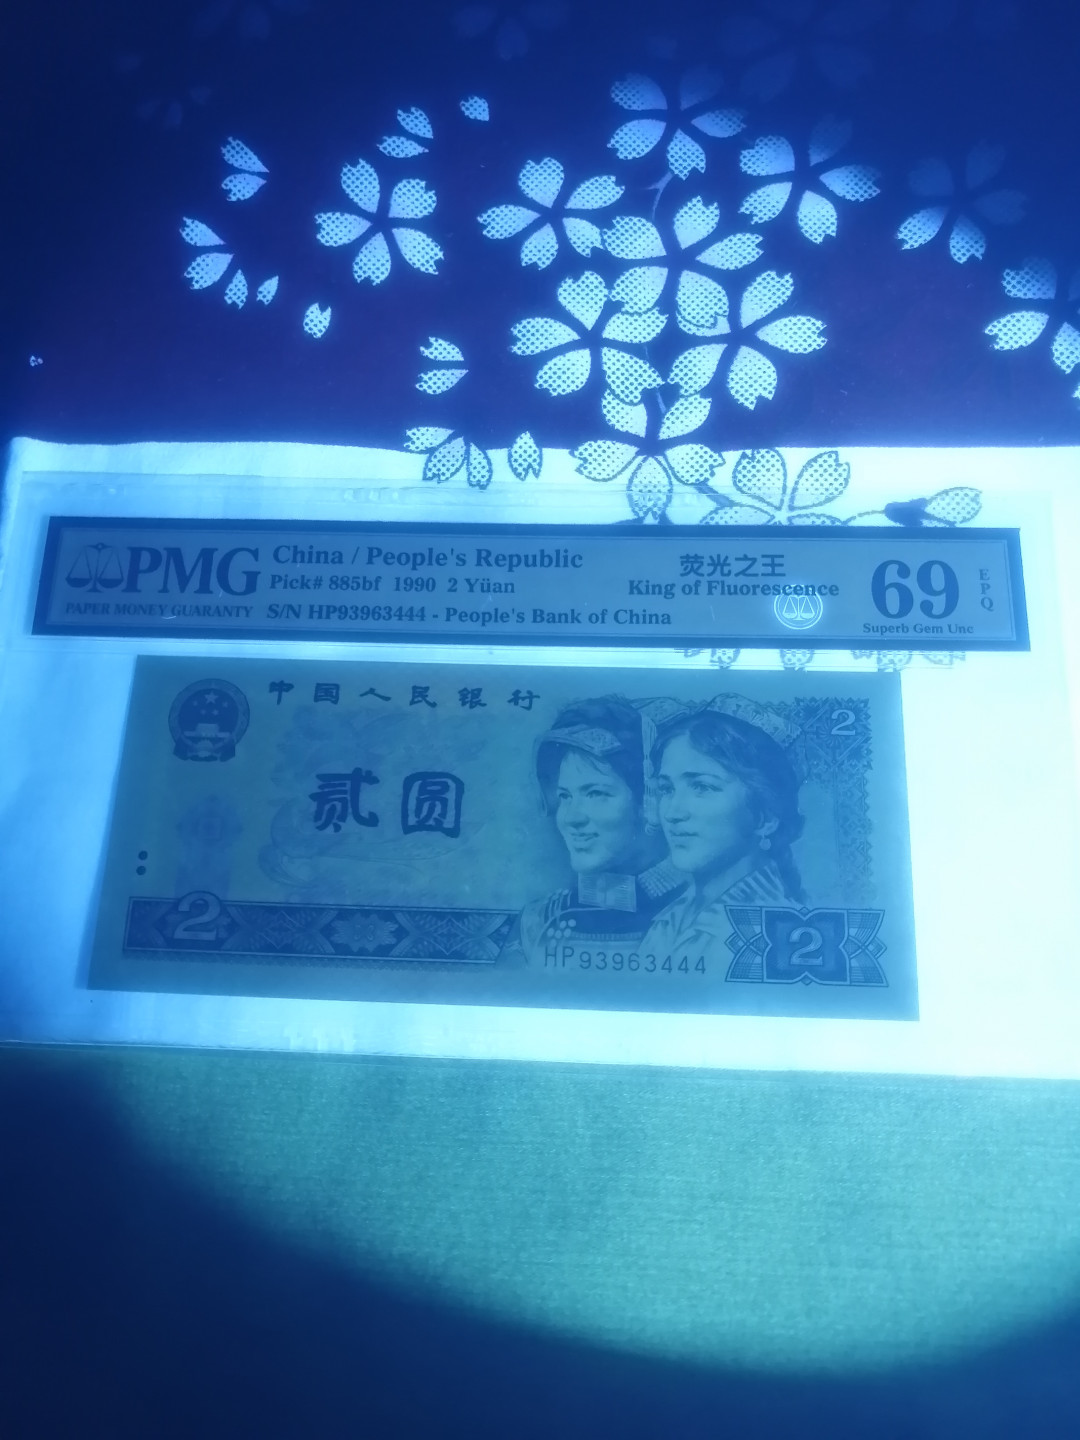 PMG
PAPER MONEY GUARANTY
China / People's Republic
Pick# 885bf 1990 2 Yüan
S/N HP93963444 - People's Bank of China
荧光之王
King of Fluorescence
69
EPQ
Superb Gem Unc
中国人民银行
2
贰圆
2
HP93963444
2